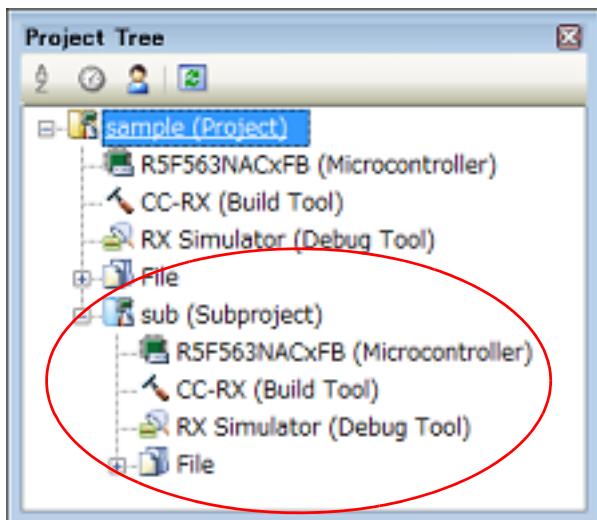 Project Tree
sample (Project)
R5F563NACxFB (Microcontroller)
CC-RX (Build Tool)
RX Simulator (Debug Tool)
File
sub (Subproject)
R5F563NACxFB (Microcontroller)
CC-RX (Build Tool)
RX Simulator (Debug Tool)
File